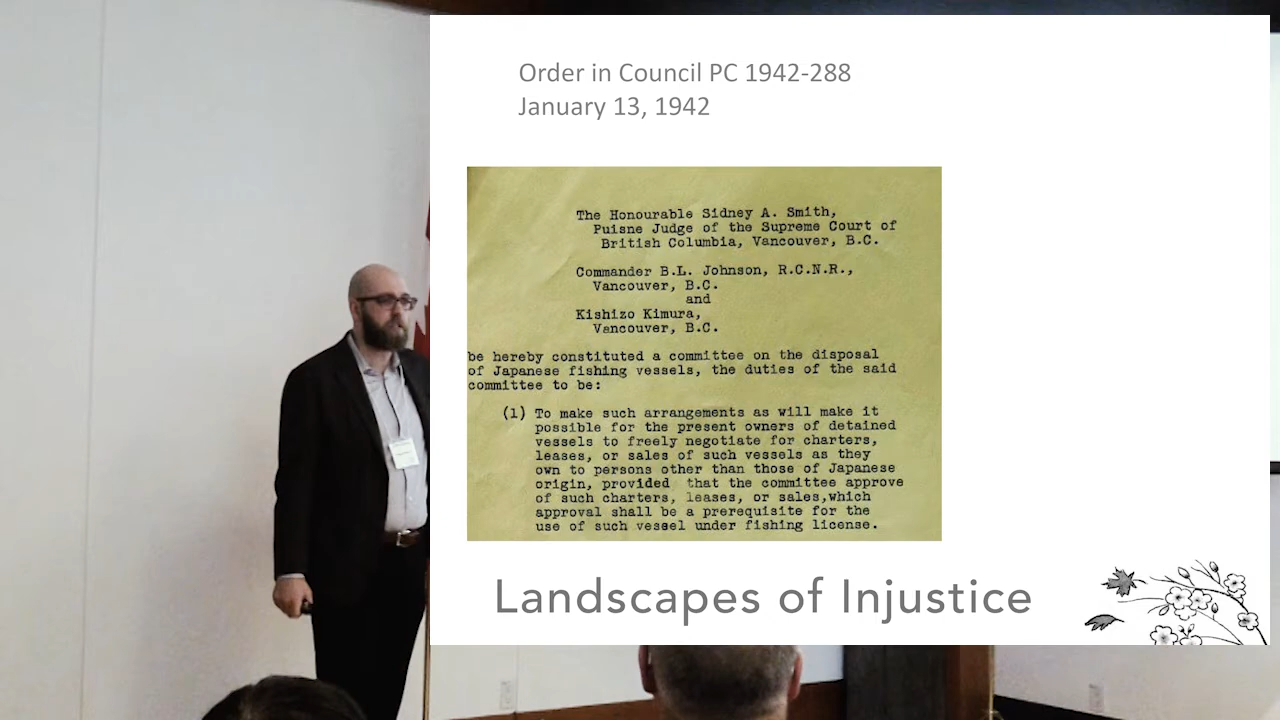 Order in Council PC 1942-288
January 13, 1942
The Honourable Sidney A. Smith,
Puisne Judge of the Supreme Court of
British Columbia, Vancouver, B.C.
Commander B.L. Johnson, R.C.N.R.,
Vancouver, B.C.
and
Kishizo Kimura,
Vancouver, B.C.
be hereby constituted a committee on the disposal
of Japanese fishing vessels, the duties of the said
committee to be:
(1) To make such arrangements as will make it
possible for the present owners of detained
vessels to freely negotiate for charters,
leases, or sales of such vessels as they
own to persons other than those of Japanese
origin, provided that the committee approve
of such charters, leases, or sales,which
approval shall be a prerequisite for the
use of such vessel under fishing license.
Landscapes of Injustice